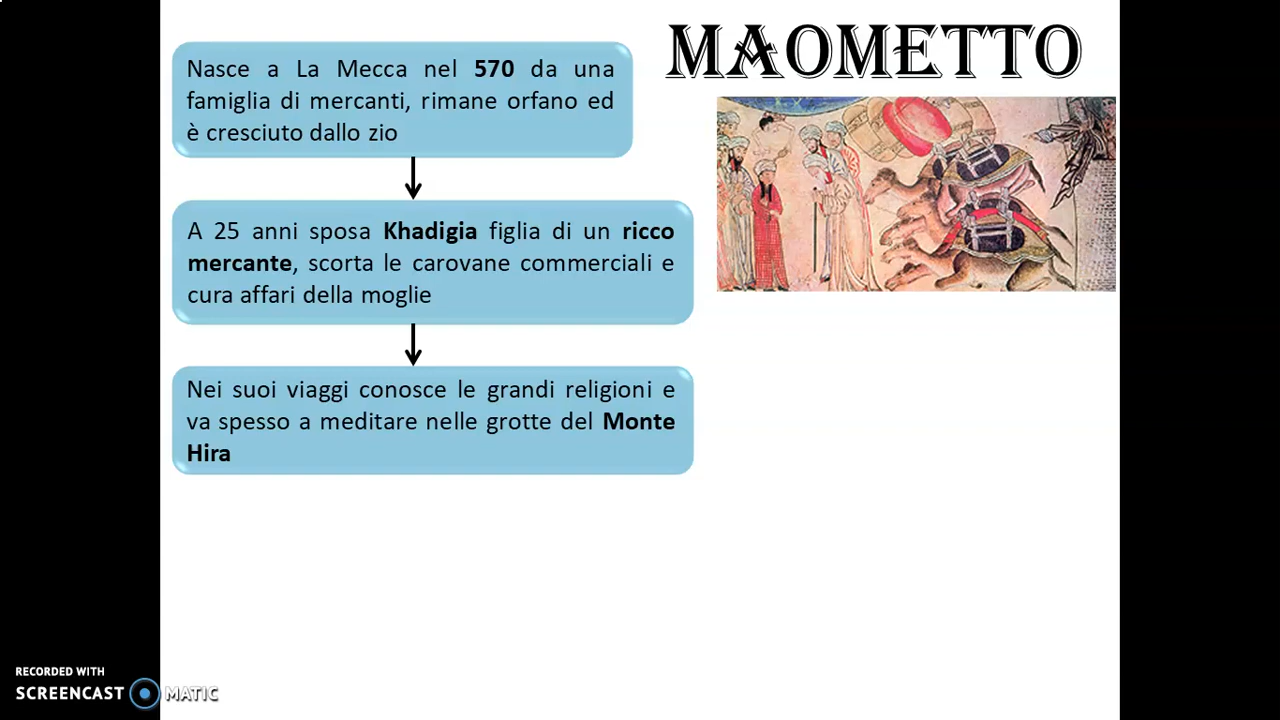 MAOMETTO
Nasce a La Mecca nel 570 da una
famiglia di mercanti, rimane orfano ed
è cresciuto dallo zio
A 25 anni sposa Khadigia figlia di un ricco
mercante, scorta le carovane commerciali e
cura affari della moglie
Nei suoi viaggi conosce le grandi religioni e
va spesso a meditare nelle grotte del Monte
Hira
RECORDED WITH
SCREENCAST MATIC